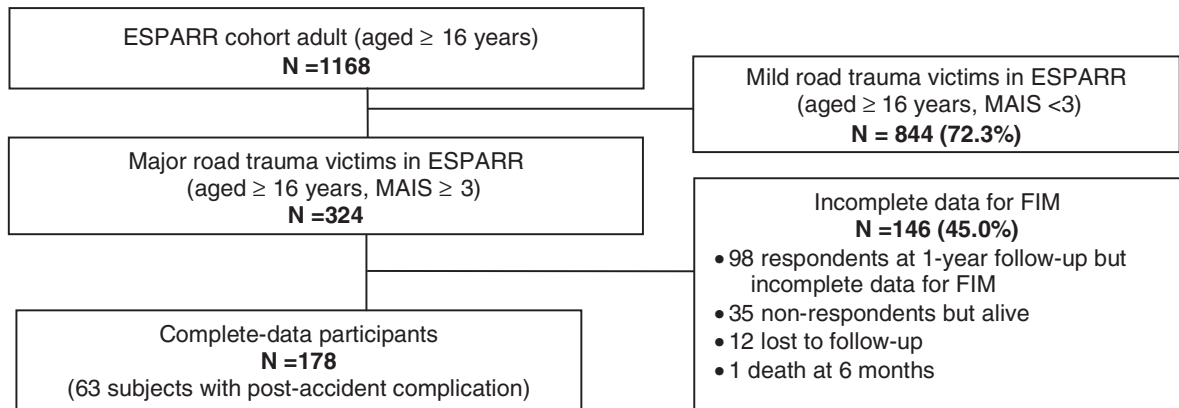 ESPARR cohort adult (aged ≥ 16 years)
N =1168
Mild road trauma victims in ESPARR
(aged ≥ 16 years, MAIS <3)
N = 844 (72.3%)
Major road trauma victims in ESPARR
(aged ≥ 16 years, MAIS ≥ 3)
N =324
Incomplete data for FIM
N =146 (45.0%)
• 98 respondents at 1-year follow-up but
incomplete data for FIM
• 35 non-respondents but alive
• 12 lost to follow-up
• 1 death at 6 months
Complete-data participants
N =178
(63 subjects with post-accident complication)